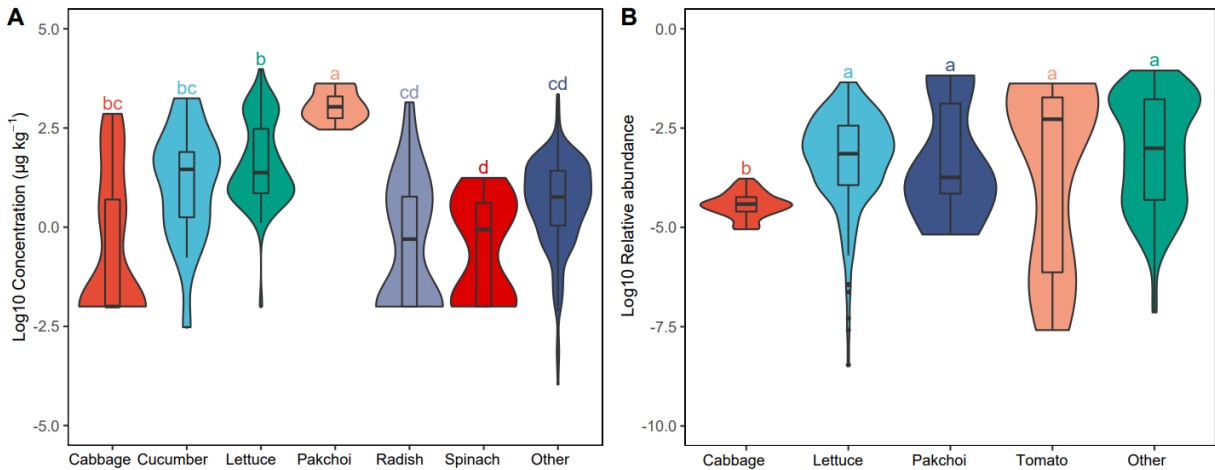 A
Log10 Concentration (µg kg⁻¹)
5.0
2.5
0.0
-2.5
-5.0
bc
bc
b
a
cd
d
cd
Cabbage Cucumber Lettuce Pakchoi Radish Spinach Other
B
Log10 Relative abundance
0.0
-2.5
-5.0
-7.5
-10.0
b
a
a
a
a
Cabbage Lettuce Pakchoi Tomato Other